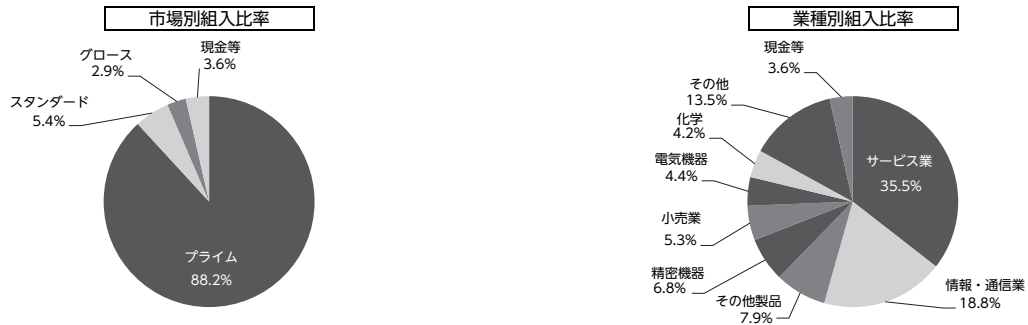 市場別組入比率
現金等
3.6%
グロース
2.9%
スタンダード
5.4%
プライム
88.2%
業種別組入比率
現金等
3.6%
その他
13.5%
化学
4.2%
電気機器
4.4%
小売業
5.3%
精密機器
6.8%
その他製品
7.9%
サービス業
35.5%
情報・通信業
18.8%